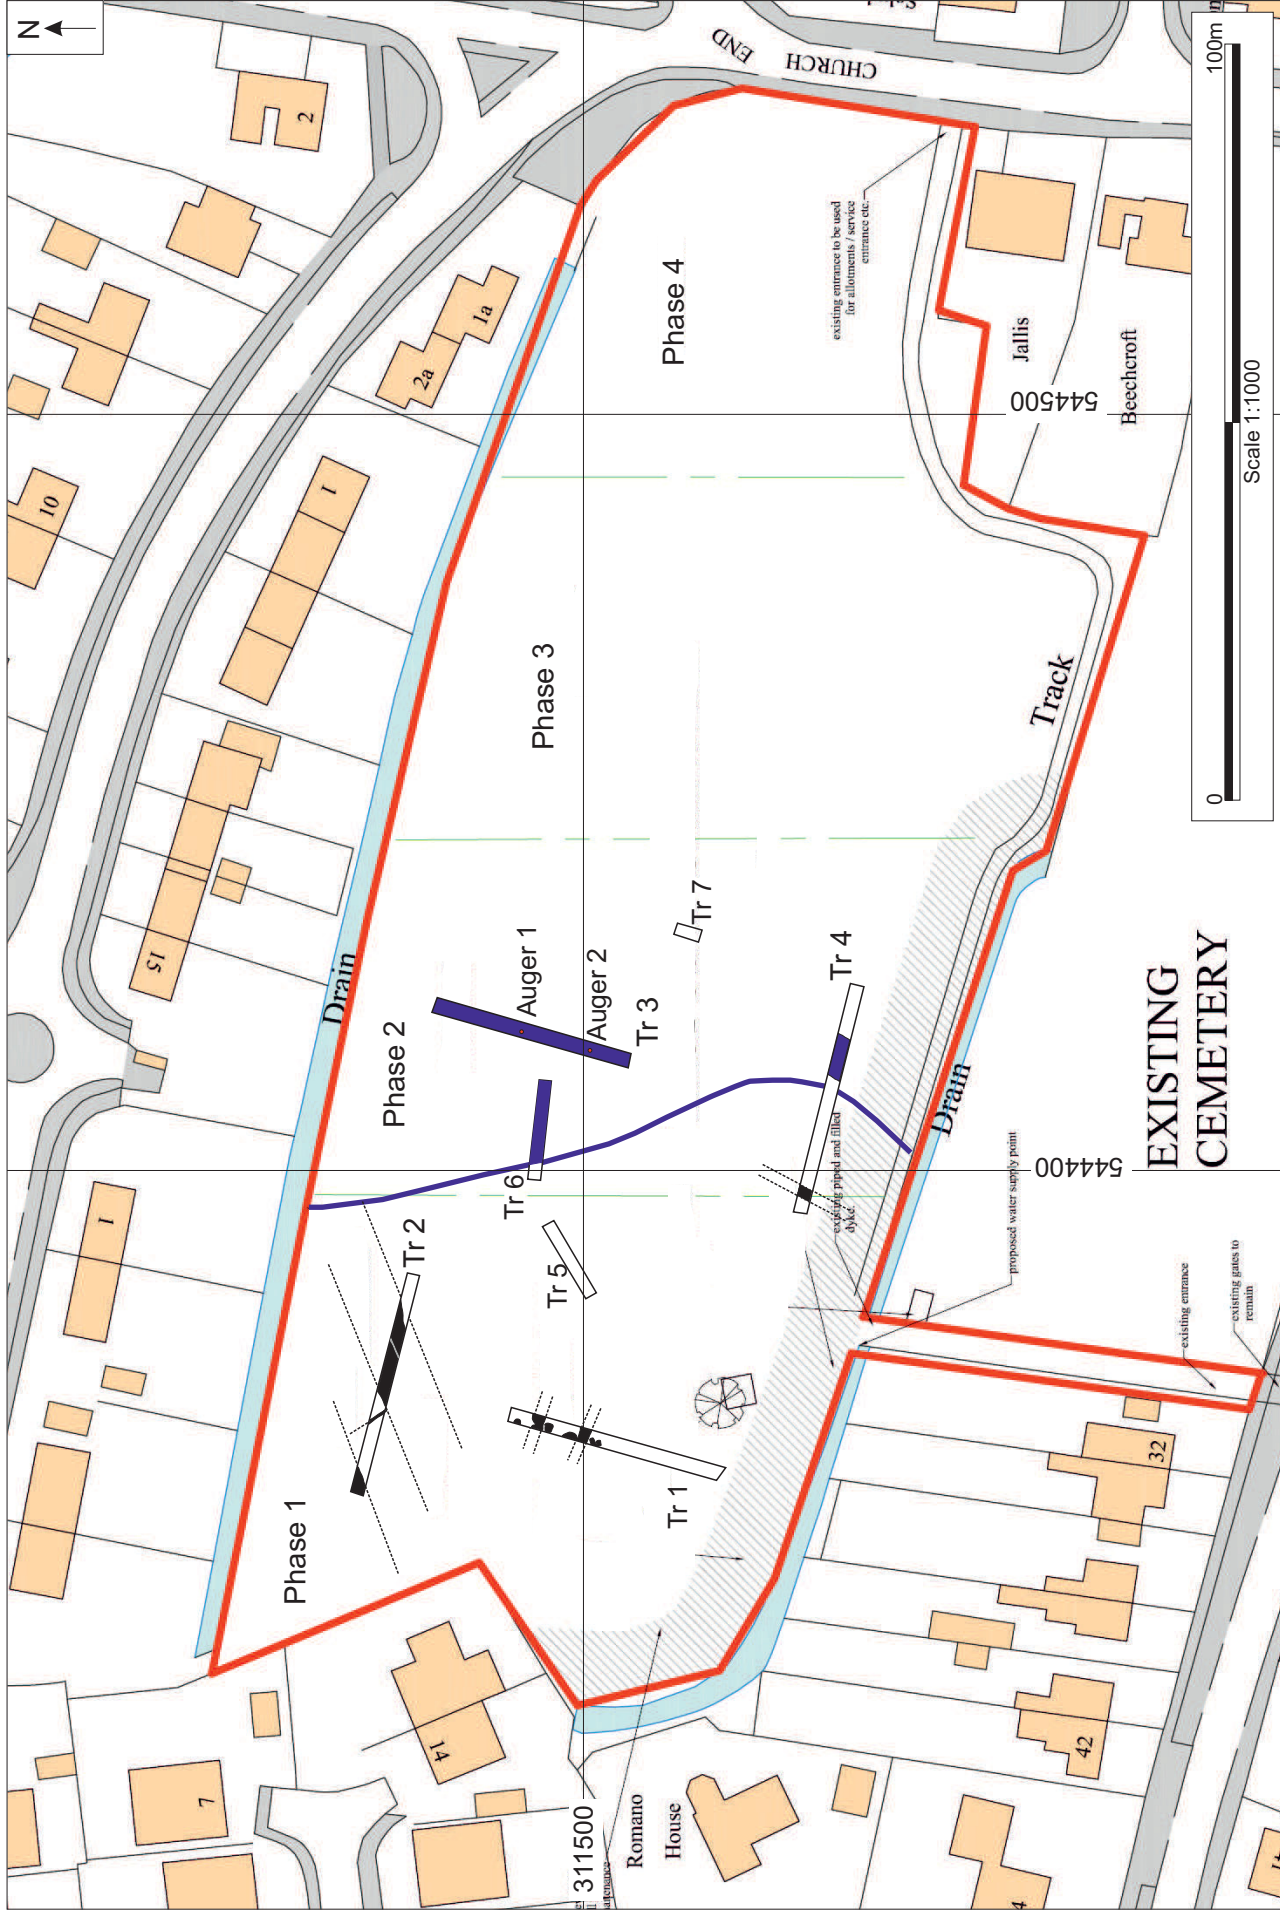 N
2
CHURCH
END
1a
2a
10
1
15
Phase 4
existing entrance to be used
for allotments / service
entrance etc.
Jallis
Beechcroft
544500
0
100m
Scale 1:1000
Phase 3
Track
Drain
Phase 2
Auger 1
Auger 2
Tr 3
Tr 7
Tr 4
Tr 6
Drain
EXISTING
CEMETERY
544400
existing piped and filled
dyke.
proposed water supply point
1
Tr 2
Tr 5
Tr 1
Phase 1
existing entrance
existing gates to
remain
32
42
14
7
311500
Romano
House
4